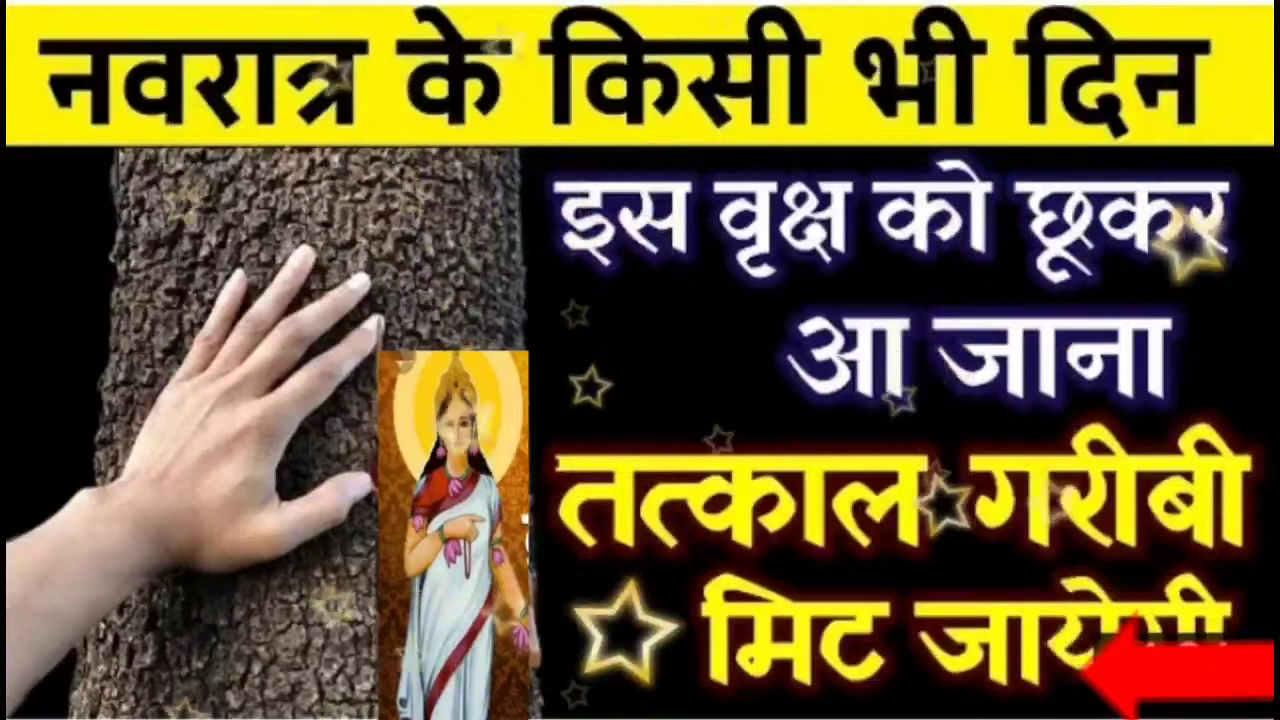 नवरात्र के किसी भी दिन
इस वृक्ष को छूकर
आ जाना
तत्काल गरीबी
मिट जायेगी